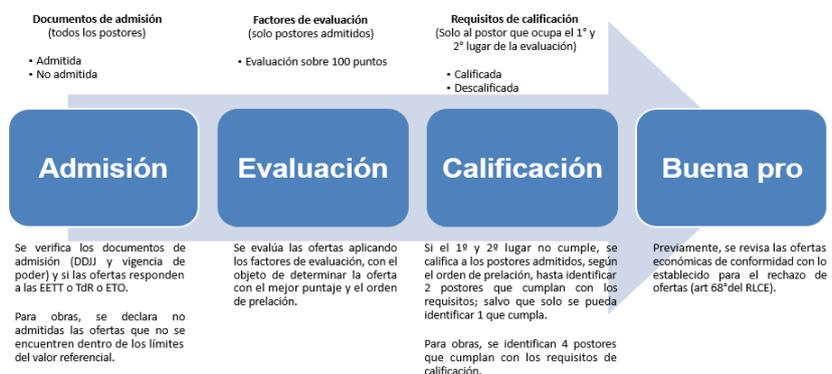 Documentos de admisión
(todos los postores)
• Admitida
• No admitida
Factores de evaluación
(solo postores admitidos)
• Evaluación sobre 100 puntos
Requisitos de calificación
(Solo al postor que ocupa el 1° y
2° lugar de la evaluación)
• Calificada
• Descalificada
Admisión
Evaluación
Calificación
Buena pro
Se verifica los documentos de
admisión (DDJJ y vigencia de
poder) y si las ofertas responden
a las EETT o TdR o ETO.
Para obras, se declara no
admitidas las ofertas que no se
encuentren dentro de los límites
del valor referencial.
Se evalúa las ofertas aplicando
los factores de evaluación, con el
objeto de determinar la oferta
con el mejor puntaje y el orden
de prelación.
Si el 1º y 2º lugar no cumple, se
califica a los postores admitidos, según
el orden de prelación, hasta identificar
2 postores que cumplan con los
requisitos; salvo que solo se pueda
identificar 1 que cumpla.
Para obras, se identifican 4 postores
que cumplan con los requisitos de
calificación.
Previamente, se revisa las ofertas
económicas de conformidad con lo
establecido para el rechazo de
ofertas (art 68°del RLCE).